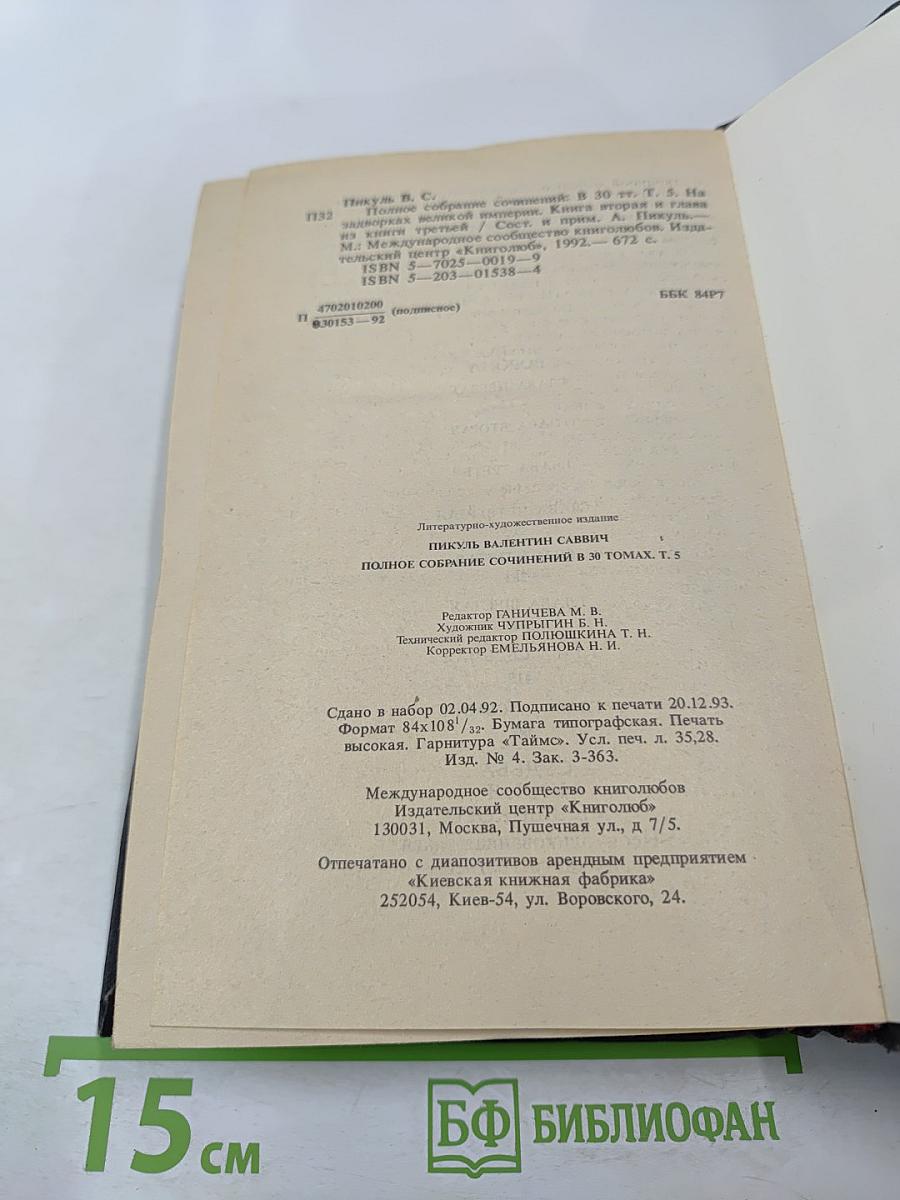 Пикуль В. С.
П32 Полное собрание сочинений: В 30 тт. Т. 5. На
задворках великой империи. Книга вторая и глава
из книги третьей / Сост. и прим. А. Пикуль.—
М.: Международное сообщество книголюбов. Изда-
тельский центр «Книголюб», 1992.— 672 с.
ISBN 5—7025—0019—9
ISBN 5—203—01538—4
П 4702010200 (подписное)
030153—92
ББК 84Р7
Литературно-художественное издание
ПИКУЛЬ ВАЛЕНТИН САВВИЧ
ПОЛНОЕ СОБРАНИЕ СОЧИНЕНИЙ В 30 ТОМАХ. Т. 5
Редактор ГАНИЧЕВА М. В.
Художник ЧУПРЫГИН Б. Н.
Технический редактор ПОЛЮШКИНА Т. Н.
Корректор ЕМЕЛЬЯНОВА Н. И.
Сдано в набор 02.04.92. Подписано к печати 20.12.93.
Формат 84x108¹/₃₂. Бумага типографская. Печать
высокая. Гарнитура «Таймс». Усл. печ. л. 35,28.
Изд. № 4. Зак. 3-363.
Международное сообщество книголюбов
Издательский центр «Книголюб»
130031, Москва, Пушечная ул., д 7/5.
Отпечатано с диапозитивов арендным предприятием
«Киевская книжная фабрика»
252054, Киев-54, ул. Воровского, 24.
15 см
БФ БИБЛИОФАН